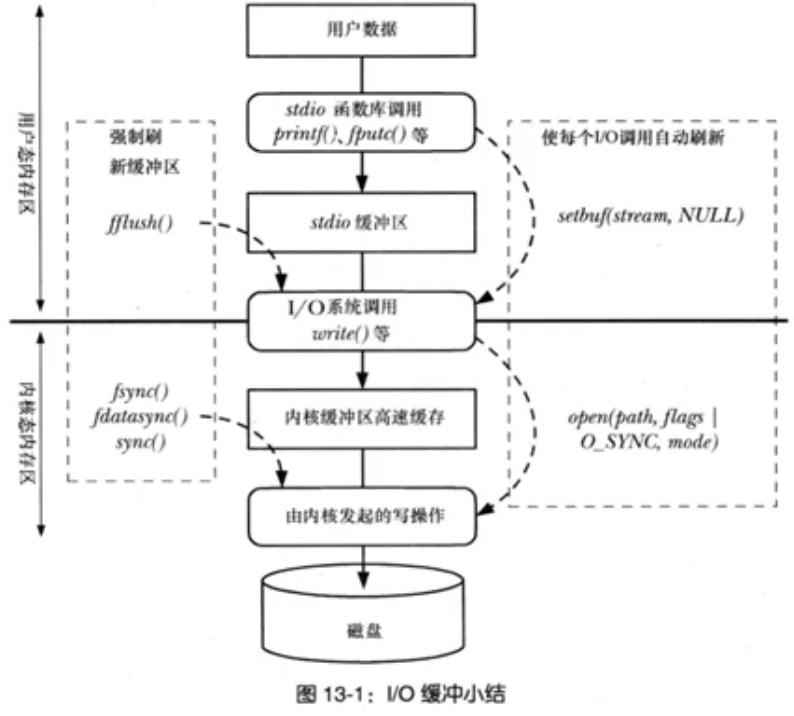 用户数据
stdio 函数库调用
printf()、fputc() 等
用户态内存区
强制刷
新缓冲区
fflush()
使每个I/O调用自动刷新
setbuf(stream, NULL)
stdio 缓冲区
I/O系统调用
write() 等
内核态内存区
fsync()
fdatasync()
sync()
内核缓冲区高速缓存
open(path, flags |
O_SYNC, mode)
由内核发起的写操作
磁盘
图 13-1：I/O 缓冲小结